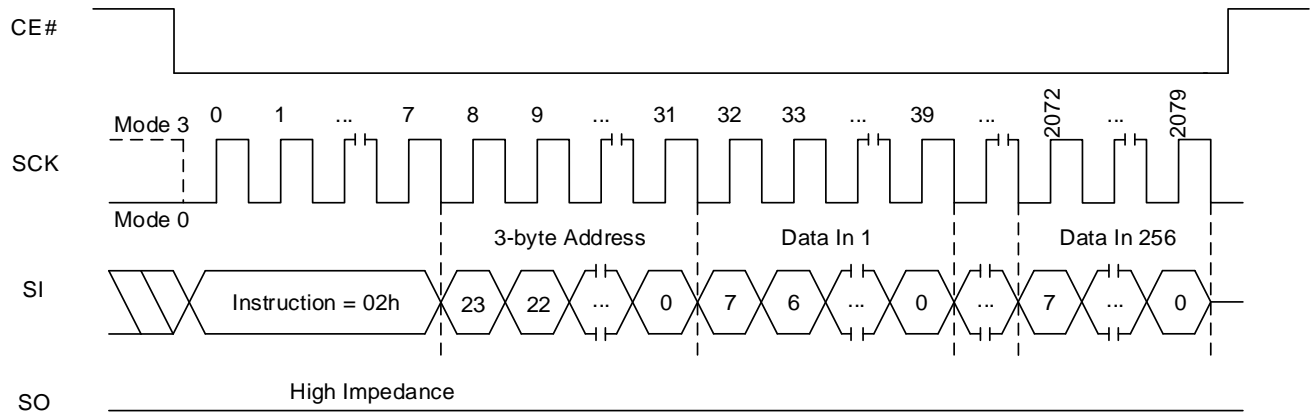 CE#
0 1 ... 7 8 9 ... 31 32 33 ... 39 ... 2072 ... 2079
Mode 3
SCK
Mode 0
3-byte Address Data In 1 Data In 256
SI
Instruction = 02h 23 22 ... 0 7 6 ... 0 ... 7 ... 0
High Impedance
SO